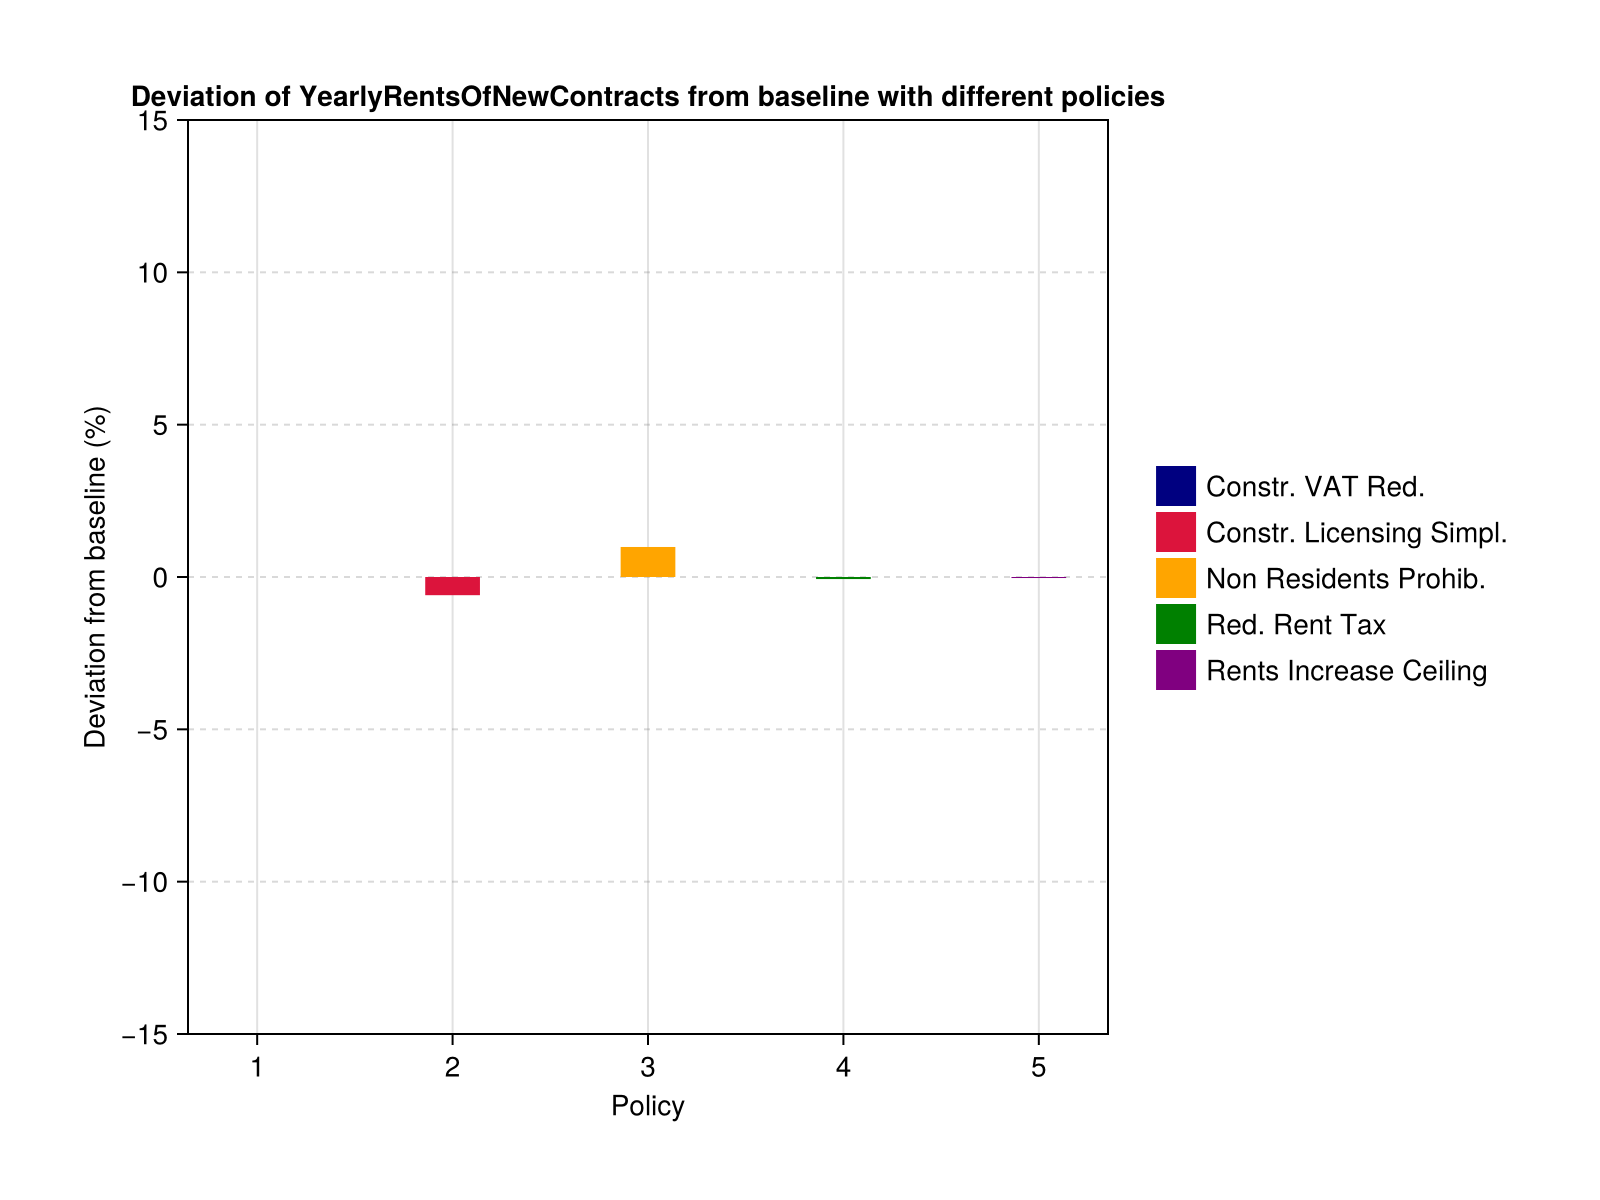 Deviation of YearlyRentsOfNewContracts from baseline with different policies
15
10
5
0
−5
−10
−15
Deviation from baseline (%)
1 2 3 4 5
Policy
Constr. VAT Red.
Constr. Licensing Simpl.
Non Residents Prohib.
Red. Rent Tax
Rents Increase Ceiling